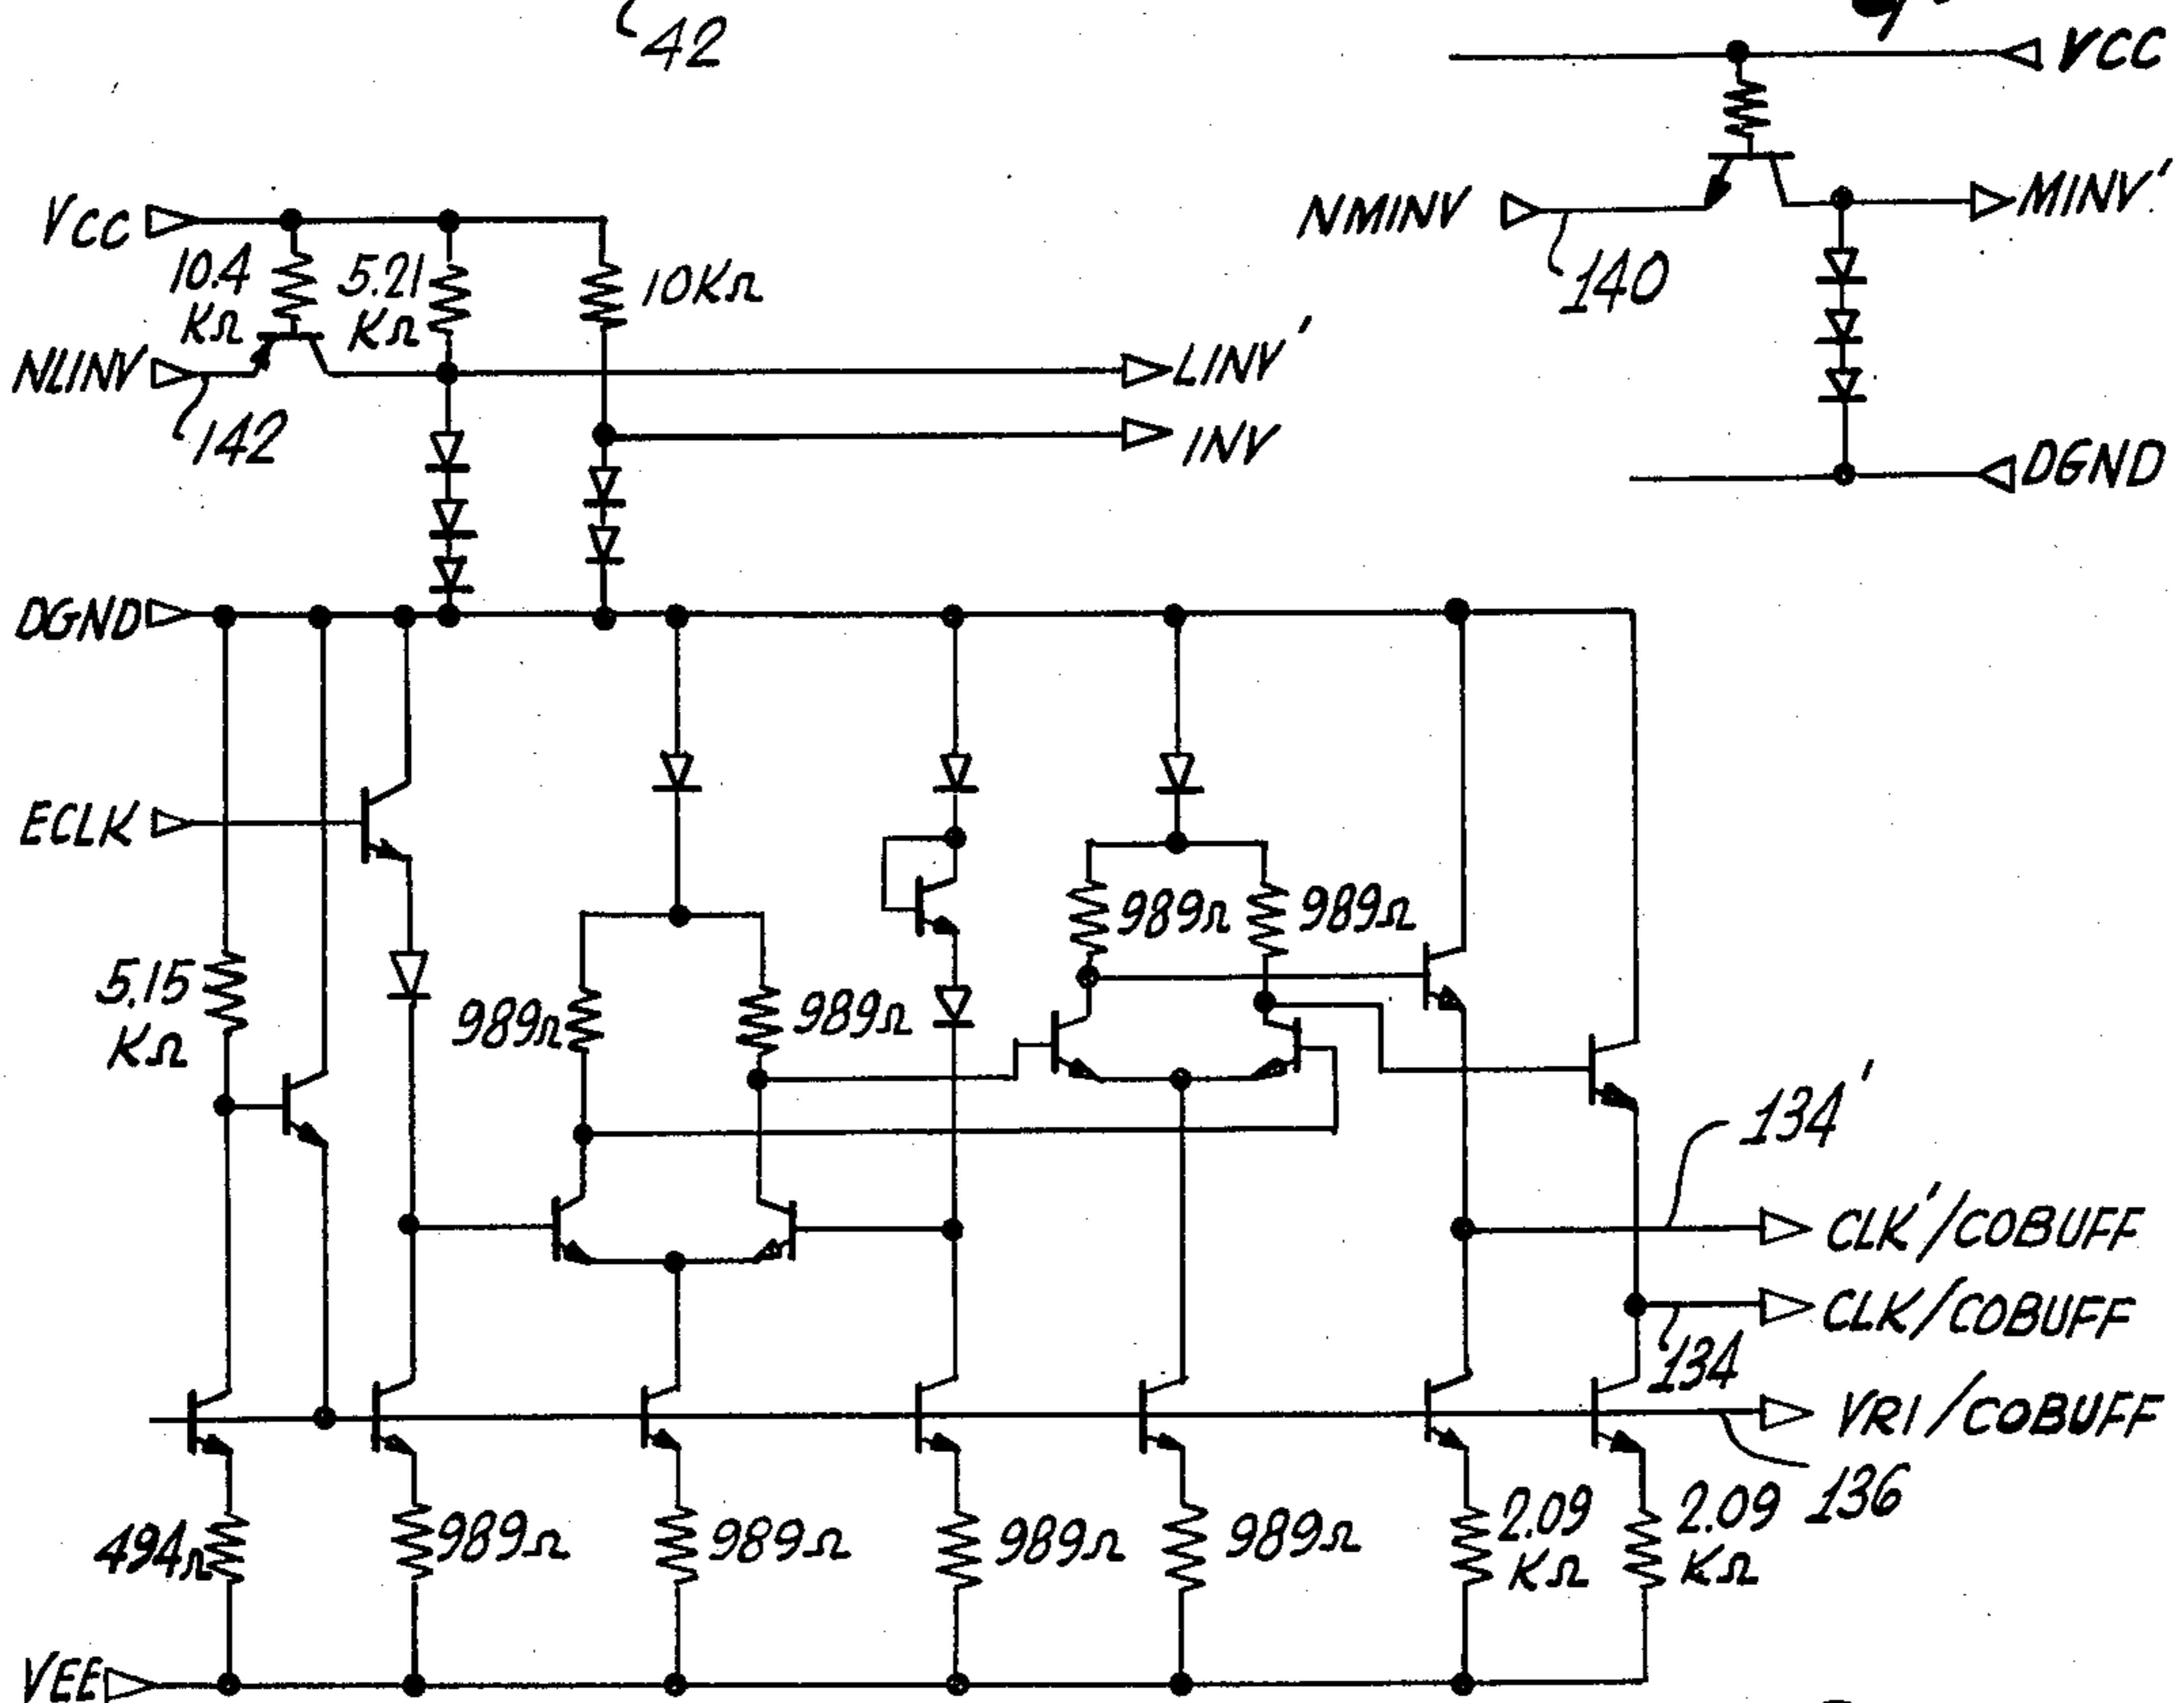 42
VCC
VCC
10.4
KΩ
5.21
KΩ
10KΩ
NMINV
MINV'
140
NLINV
142
LINV'
INV
DGND
DGND
ECLK
5.15
KΩ
989Ω
989Ω
989Ω
989Ω
134'
CLK'/COBUFF
CLK/COBUFF
134
VRI/COBUFF
136
494Ω
989Ω
989Ω
989Ω
989Ω
2.09
KΩ
2.09
KΩ
VEE